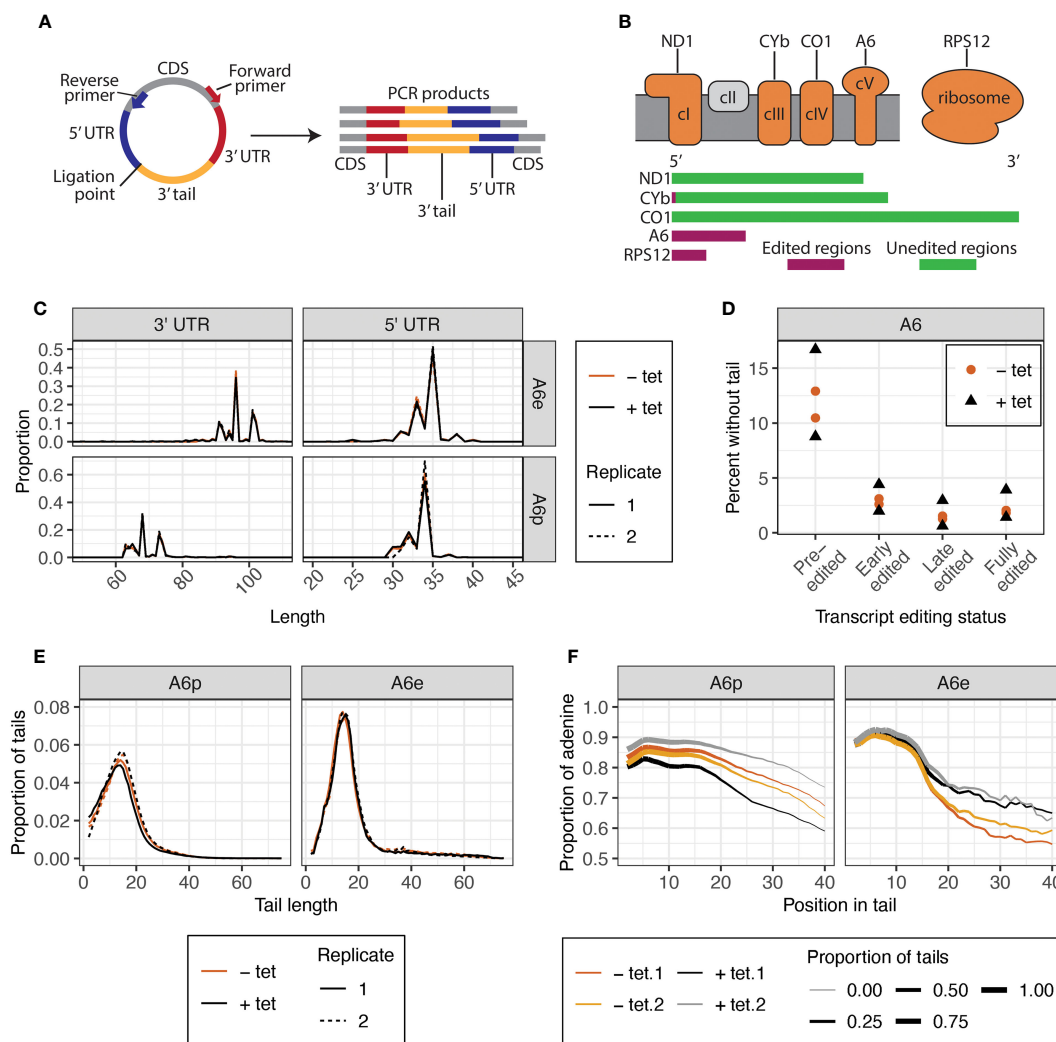 A
CDS
Reverse primer
Forward primer
5′ UTR
3′ UTR
Ligation point
3′ tail
PCR products
CDS
CDS
3′ UTR
5′ UTR
3′ tail
B
ND1
CYb
CO1
A6
RPS12
cI
cII
cIII
cIV
cV
ribosome
5′
3′
ND1
CYb
CO1
A6
RPS12
Edited regions
Unedited regions
C
3' UTR
5' UTR
Proportion
0.5
0.4
0.3
0.2
0.1
0.0
A6e
0.6
0.4
0.2
0.0
A6p
60
80
100
20
25
30
35
40
45
Length
− tet
+ tet
Replicate
1
2
D
A6
Percent without tail
15
10
5
0
− tet
+ tet
Pre−edited
Early edited
Late edited
Fully edited
Transcript editing status
E
A6p
A6e
Proportion of tails
0.08
0.06
0.04
0.02
0.00
0
20
40
60
0
20
40
60
Tail length
− tet
+ tet
Replicate
1
2
F
A6p
A6e
Proportion of adenine
1.0
0.9
0.8
0.7
0.6
0.5
10
20
30
40
10
20
30
40
Position in tail
− tet.1
− tet.2
+ tet.1
+ tet.2
Proportion of tails
0.00
0.25
0.50
0.75
1.00